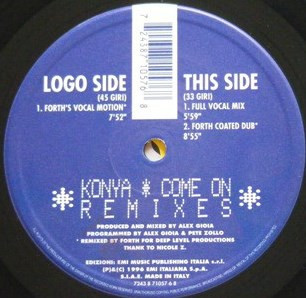 LOGO SIDE
(45 GIRI)
1. FORTH'S VOCAL MOTION*
7'52"
THIS SIDE
(33 GIRI)
1. FULL VOCAL MIX
5'59"
2. FORTH COATED DUB*
8'55"
KONYA * COME ON
REMIXES
PRODUCED AND MIXED BY ALEX GIOIA
PROGRAMMED BY ALEX GIOIA & PETE ZOLLO
* REMIXED BY FORTH FOR DEEP LEVEL PRODUCTIONS
THANK TO NICOLE Z.
EDIZIONI: EMI MUSIC PUBLISHING ITALIA s.r.l.
(P)&(C) 1996 EMI ITALIANA S.p.A.
S.I.A.E. MADE IN ITALY
7243 8 71057 6 8